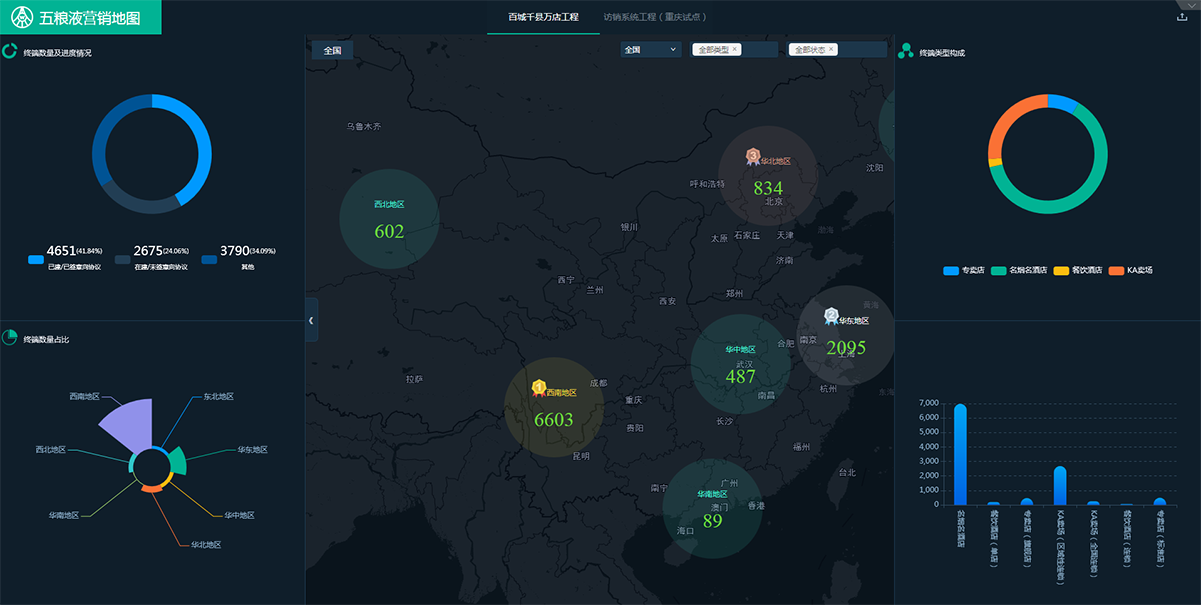 五粮液营销地图
百城千县万店工程
访销系统工程（重庆试点）
终端数量及进度情况
4651(41.84%)
已建/已签意向协议
2675(24.06%)
在建/未签意向协议
3790(34.09%)
其他
终端数量占比
西南地区
东北地区
西北地区
华东地区
华南地区
华中地区
华北地区
全国
全国
全部类型 ×
全部状态 ×
乌鲁木齐
3
华北地区
834
北京
沈阳
呼和浩特
西北地区
602
银川
太原
石家庄
天津
渤海
济南
西宁
兰州
西安
郑州
黄海
2
华东地区
2095
上海
合肥
南京
华中地区
武汉
487
南昌
杭州
东海
拉萨
1
西南地区
6603
成都
重庆
贵阳
长沙
昆明
福州
台北
南宁
广州
华南地区
澳门
香港
89
海口
终端类型构成
专卖店
名烟名酒店
餐饮酒店
KA卖场
7,000
6,000
5,000
4,000
3,000
2,000
1,000
0
名烟名酒店
餐饮酒店（单店）
专卖店（旗舰店）
KA卖场（区域性连锁）
KA卖场（全国连锁）
餐饮酒店（连锁）
专卖店（标准店）